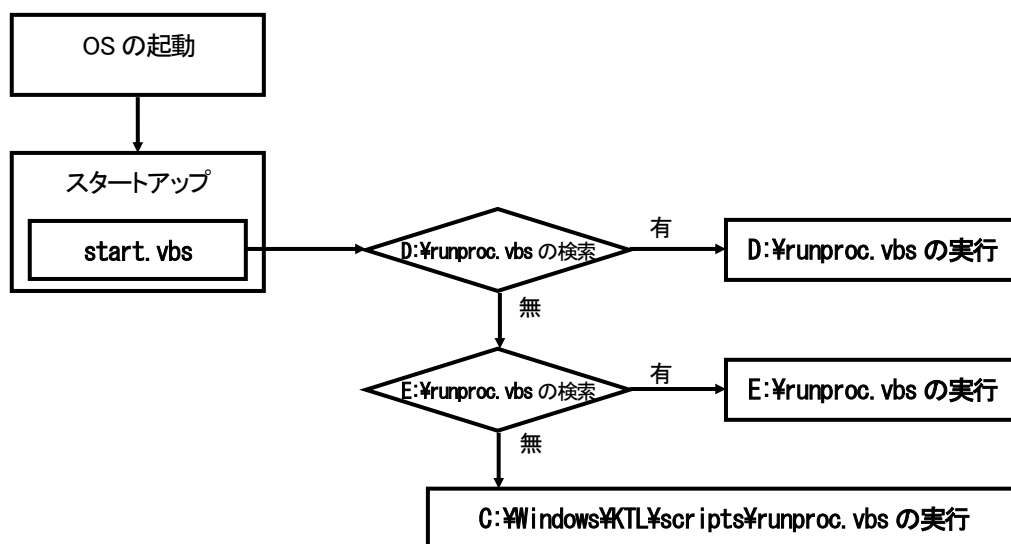 OS の起動
スタートアップ
start.vbs
D:¥runproc.vbs の検索
有
D:¥runproc.vbs の実行
無
E:¥runproc.vbs の検索
有
E:¥runproc.vbs の実行
無
C:¥Windows¥KTL¥scripts¥runproc.vbs の実行